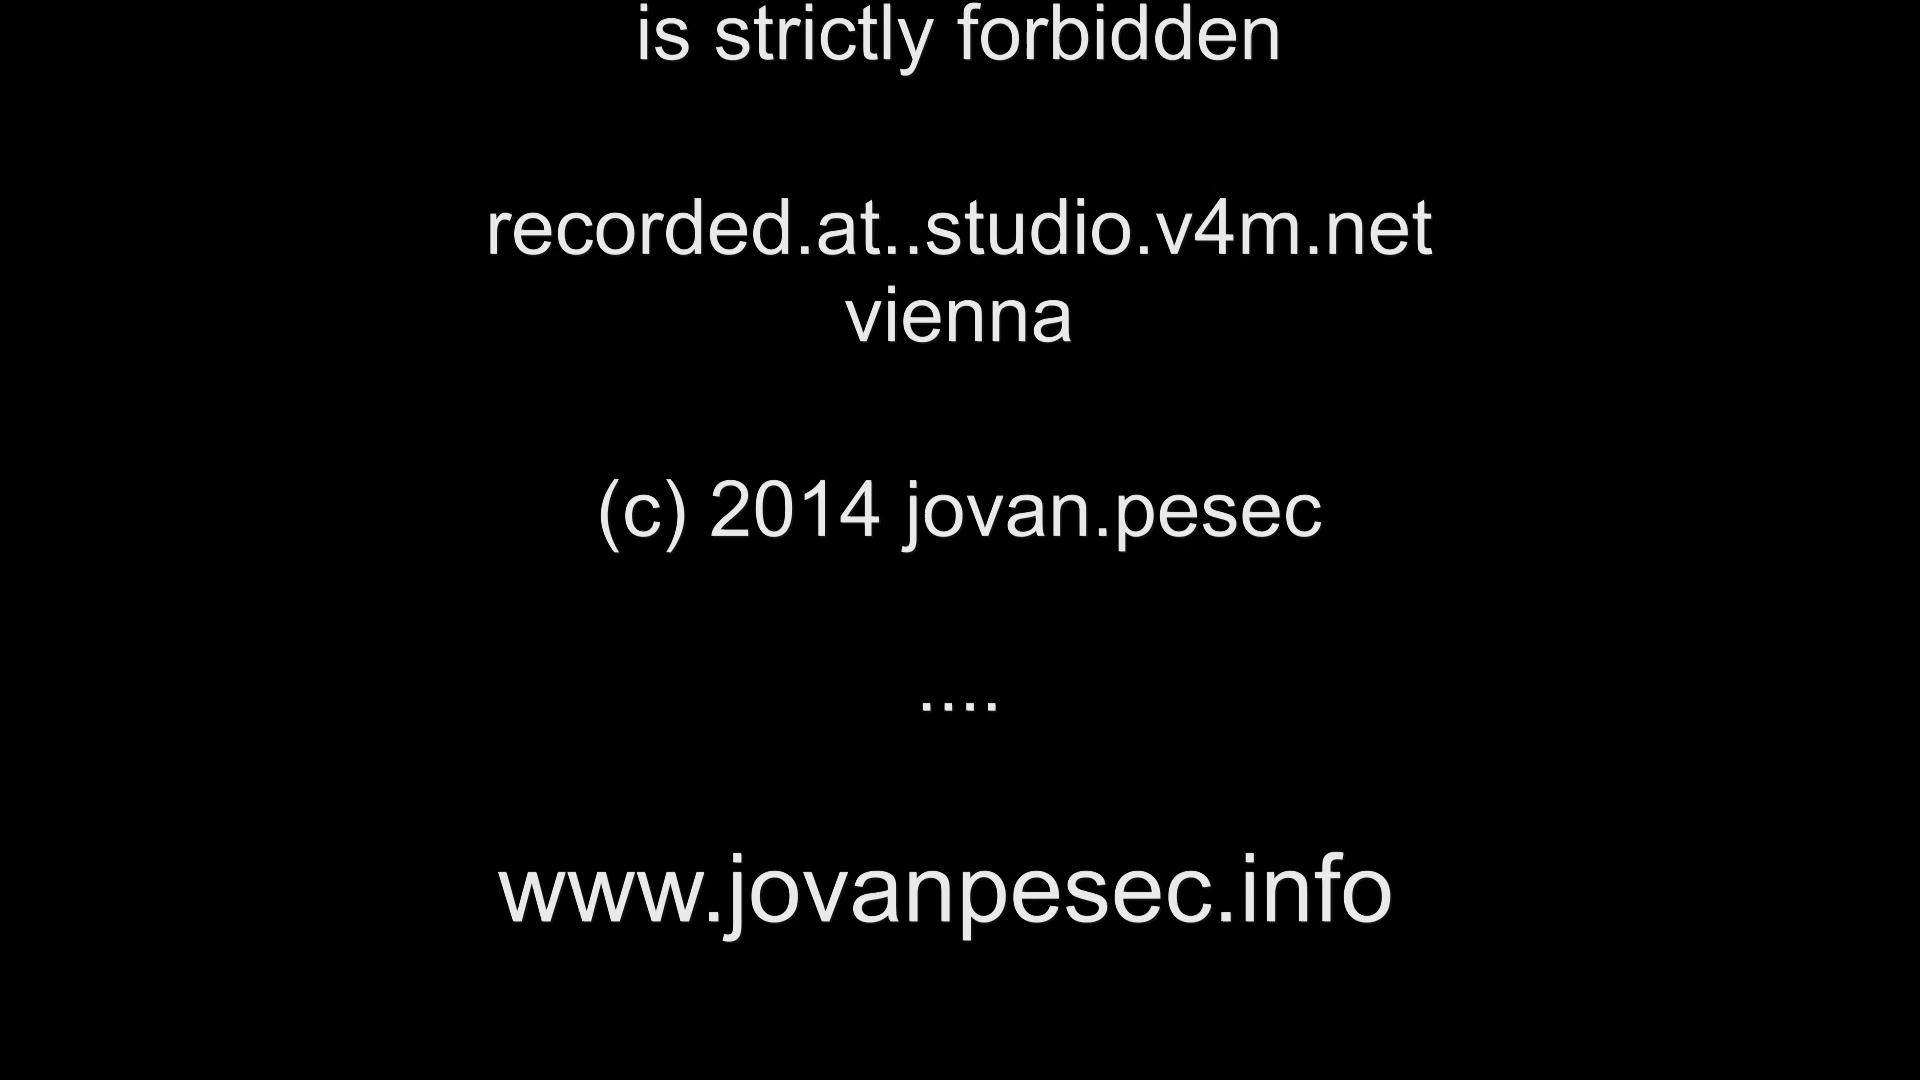 is strictly forbidden
recorded.at..studio.v4m.net
vienna
(c) 2014 jovan.pesec
....
www.jovanpesec.info